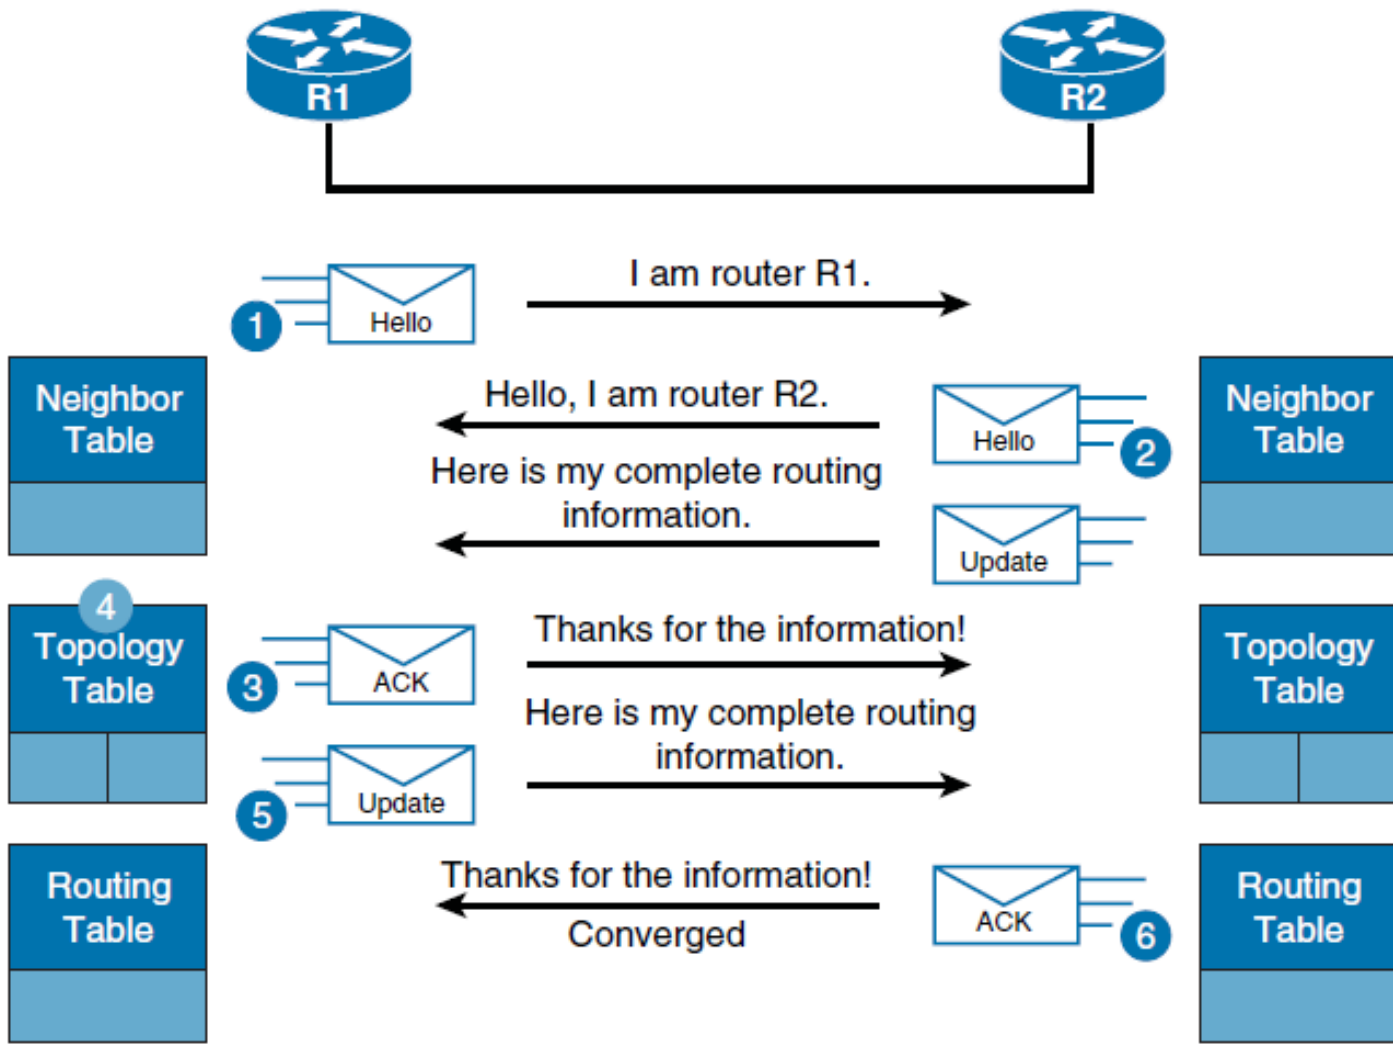 R1
R2
I am router R1.
1
Hello
Neighbor
Table
Hello, I am router R2.
Hello
2
Neighbor
Table
Here is my complete routing
information.
Update
4
Topology
Table
3
ACK
Thanks for the information!
Topology
Table
Here is my complete routing
information.
5
Update
Routing
Table
Thanks for the information!
Converged
ACK
6
Routing
Table